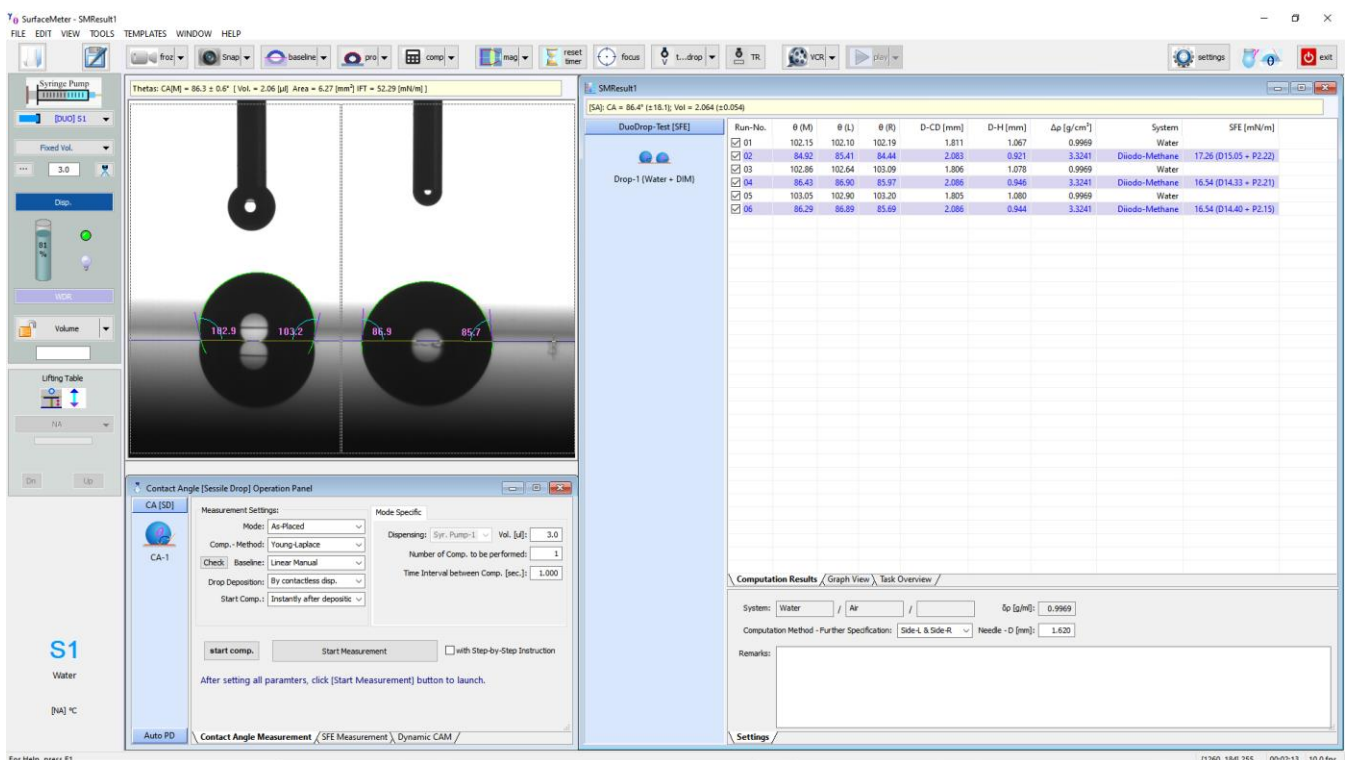 SurfaceMeter - SMResult1
FILE EDIT VIEW TOOLS TEMPLATES WINDOW HELP
froz Snap baseline pro comp mag reset timer focus t...drop TR VCR play settings exit
Syringe Pump
[DUO] S1
Fixed Vol.
... 3.0
Disp.
81 %
WDR
Volume
Lifting Table
NA
Dn Up
S1
Water
[NA] °C
Thetas: CA[M] = 86.3 ± 0.6° [ Vol. = 2.06 [µl] Area = 6.27 [mm²] IFT = 52.29 [mN/m] ]
102.9 103.2 86.9 85.7
Contact Angle [Sessile Drop] Operation Panel
CA [SD]
CA-1
Auto PD
Measurement Settings:
Mode: As-Placed
Comp.-Method: Young-Laplace
Check Baseline: Linear Manual
Drop Deposition: By contactless disp.
Start Comp.: Instantly after depositic
Mode Specific
Dispensing: Syr. Pump-1 Vol. [ul]: 3.0
Number of Comp. to be performed: 1
Time Interval between Comp. [sec.]: 1.000
start comp. Start Measurement with Step-by-Step Instruction
After setting all paramters, click [Start Measurement] button to launch.
Contact Angle Measurement SFE Measurement Dynamic CAM
SMResult1
[SA]: CA = 86.4° (±18.1); Vol = 2.064 (±0.054)
DuoDrop-Test [SFE]
Drop-1 (Water + DIM)
Run-No. θ (M) θ (L) θ (R) D-CD [mm] D-H [mm] Δρ [g/cm³] System SFE [mN/m]
01 102.15 102.10 102.19 1.811 1.067 0.9969 Water
02 84.92 85.41 84.44 2.083 0.921 3.3241 Diiodo-Methane 17.26 (D15.05 + P2.22)
03 102.86 102.64 103.09 1.806 1.078 0.9969 Water
04 86.43 86.90 85.97 2.086 0.946 3.3241 Diiodo-Methane 16.54 (D14.33 + P2.21)
05 103.05 102.90 103.20 1.805 1.080 0.9969 Water
06 86.29 86.89 85.69 2.086 0.944 3.3241 Diiodo-Methane 16.54 (D14.40 + P2.15)
Computation Results Graph View Task Overview
System: Water / Air / δρ [g/ml]: 0.9969
Computation Method - Further Specification: Side-L & Side-R Needle - D [mm]: 1.620
Remarks:
Settings
For Help, press F1
[1260, 184] 255 00:02:13 10.0 fps